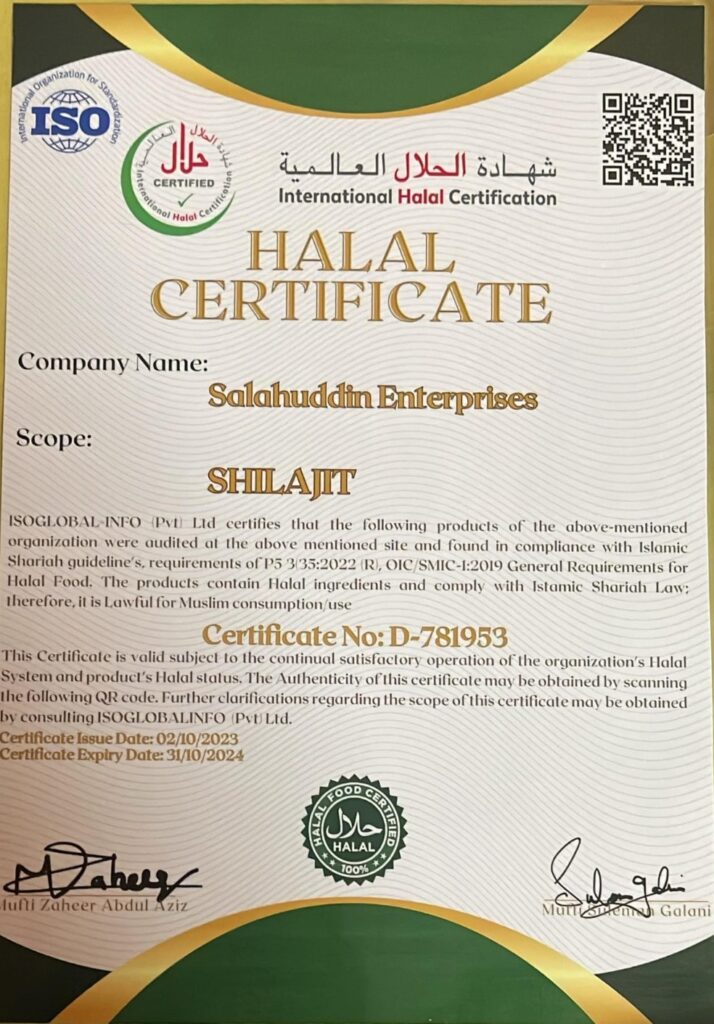 International Organization for Standardization
ISO
شهادة الحلال العالمية
حلال
CERTIFIED
International Halal Certification
شهـادة الحلال العـالـمـيـة
International Halal Certification
HALAL
CERTIFICATE
Company Name:
Salahuddin Enterprises
Scope:
SHILAJIT
ISOGLOBAL-INFO (Pvt) Ltd certifies that the following products of the above-mentioned
organization were audited at the above mentioned site and found in compliance with Islamic
Shariah guideline's, requirements of PS 3733:2022 (R), OIC/SMIC-1:2019 General Requirements for
Halal Food. The products contain Halal ingredients and comply with Istamic Shariah Law;
therefore, it is Lawful for Muslim consumption/use
Certificate No: D-781953
This Certificate is valid subject to the continual satisfactory operation of the organization's Halal
System and product's Halal status. The Authenticity of this certificate may be obtained by scanning
the following QR code. Further clarifications regarding the scope of this certificate may be obtained
by consulting ISOGLOBALINFO (Pvt) Ltd.
Certificate Issue Date: 02/10/2023
Certificate Expiry Date: 31/10/2024
HALAL FOOD CERTIFIED
حلال
HALAL
100%
Mufti Zaheer Abdul Aziz
Mufti Suleman Galani